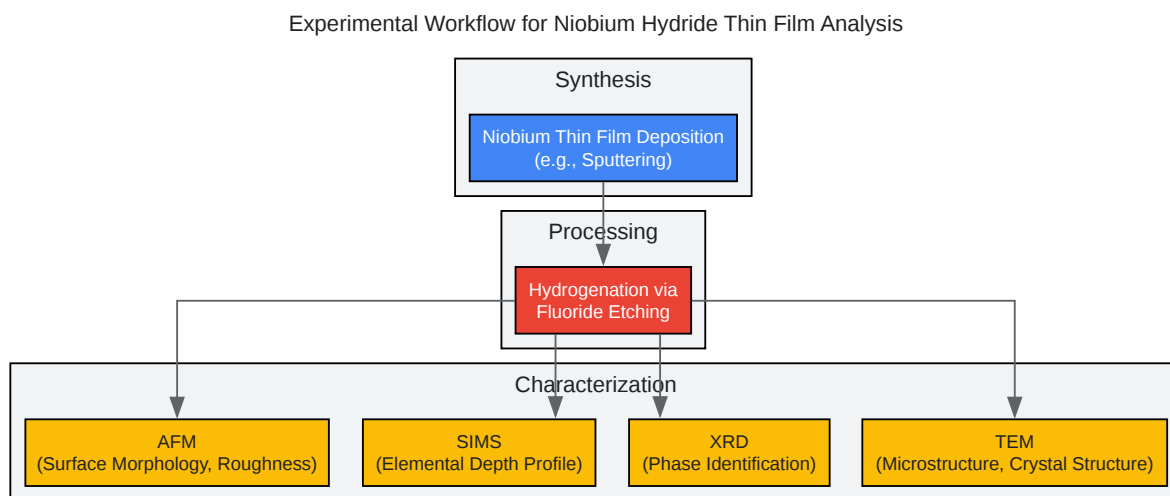 Experimental Workflow for Niobium Hydride Thin Film Analysis
Synthesis
Niobium Thin Film Deposition
(e.g., Sputtering)
Processing
Hydrogenation via
Fluoride Etching
Characterization
AFM
(Surface Morphology, Roughness)
SIMS
(Elemental Depth Profile)
XRD
(Phase Identification)
TEM
(Microstructure, Crystal Structure)